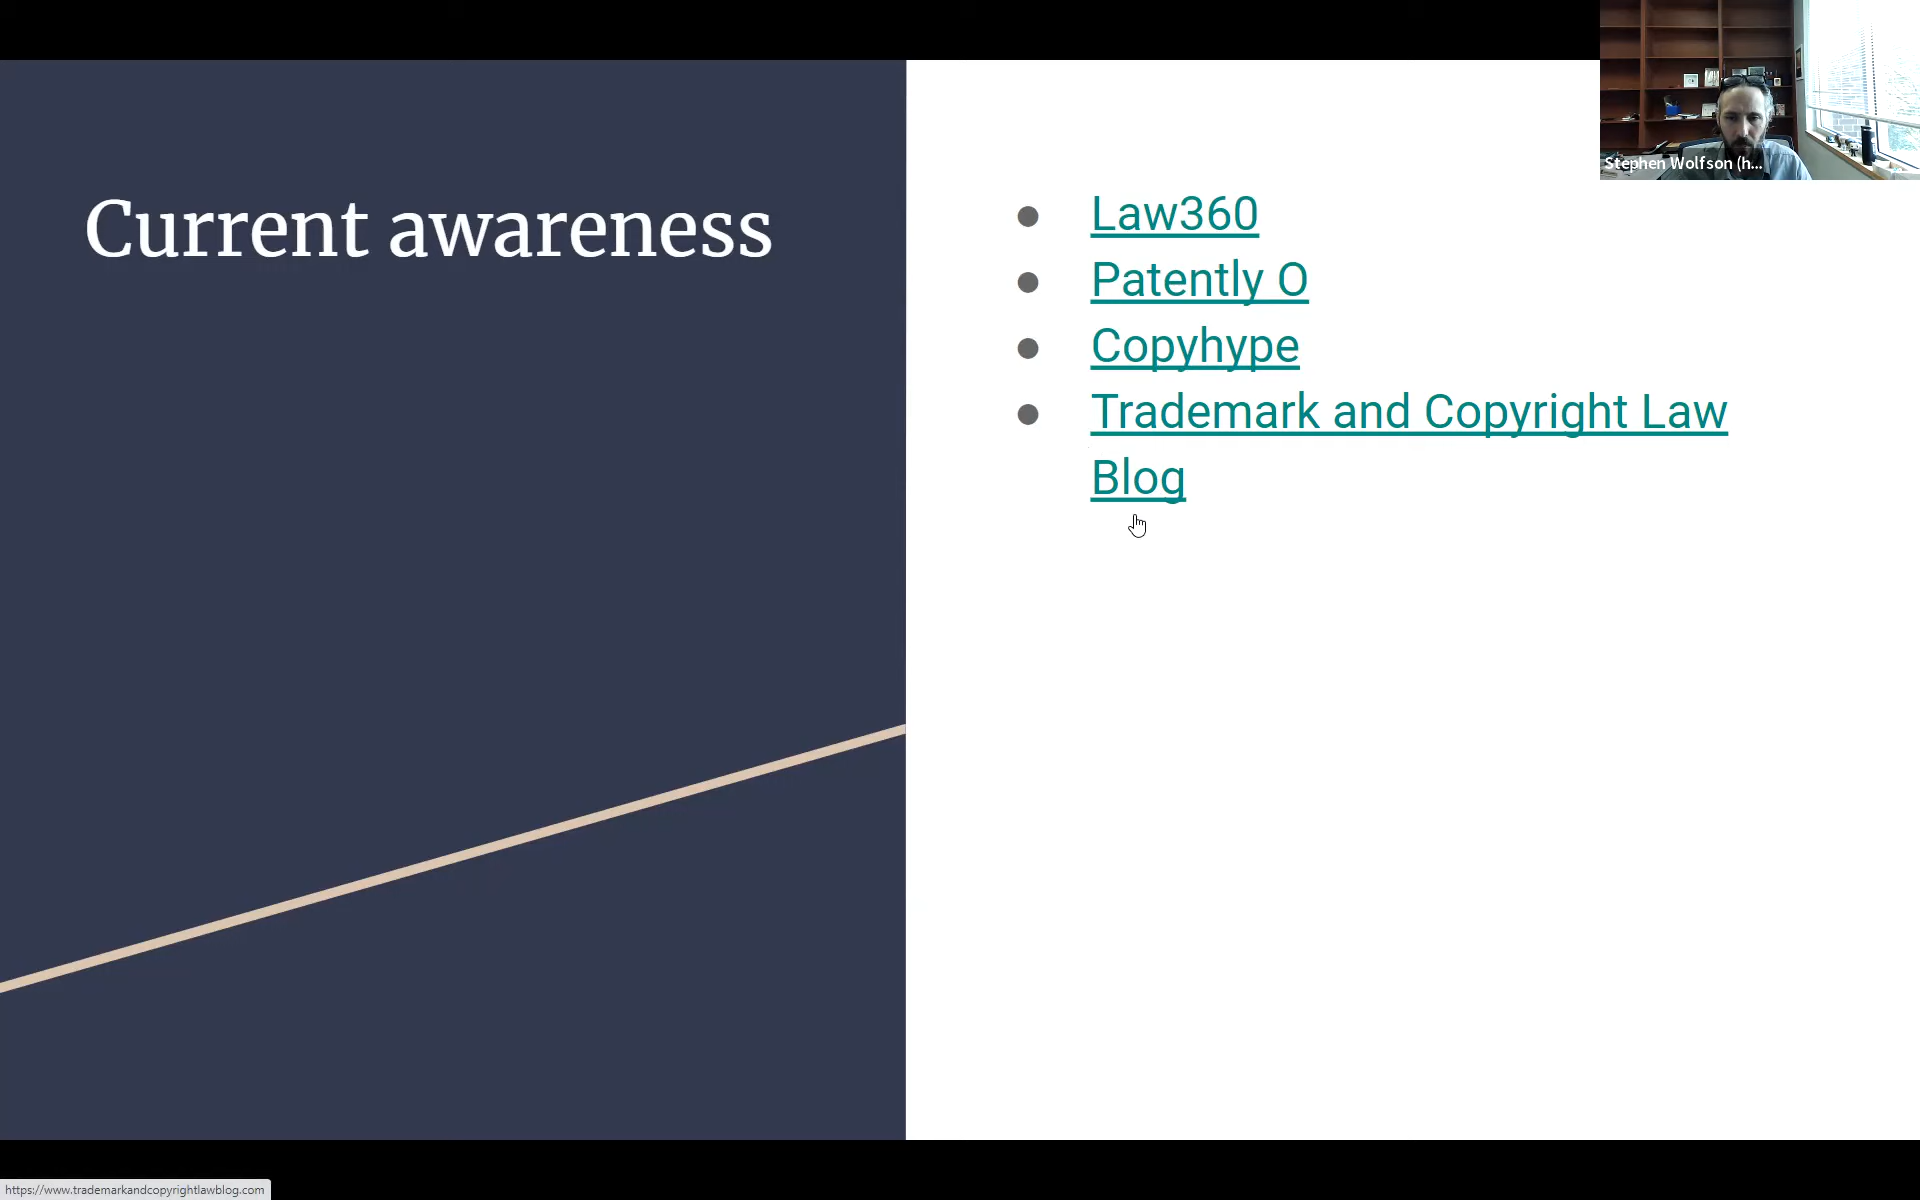 Stephen Wolfson (h...
Current awareness
Law360
Patently O
Copyhype
Trademark and Copyright Law
Blog
https://www.trademarkandcopyrightlawblog.com